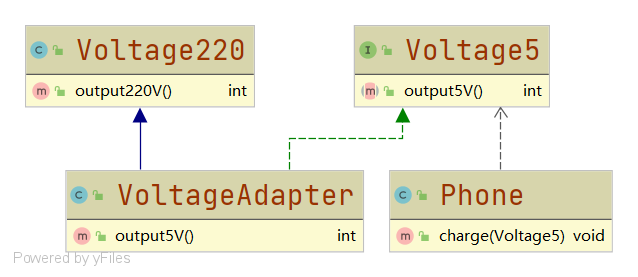 C Voltage220
m output220V() int
I Voltage5
m output5V() int
C VoltageAdapter
m output5V() int
C Phone
m charge(Voltage5) void
Powered by yFiles